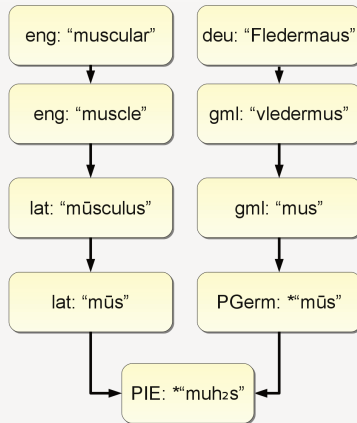 eng: “muscular”
deu: “Fledermaus”
eng: “muscle”
gml: “vledermus”
lat: “mūsculus”
gml: “mus”
lat: “mūs”
PGerm: *“mūs”
PIE: *“muh₂s”